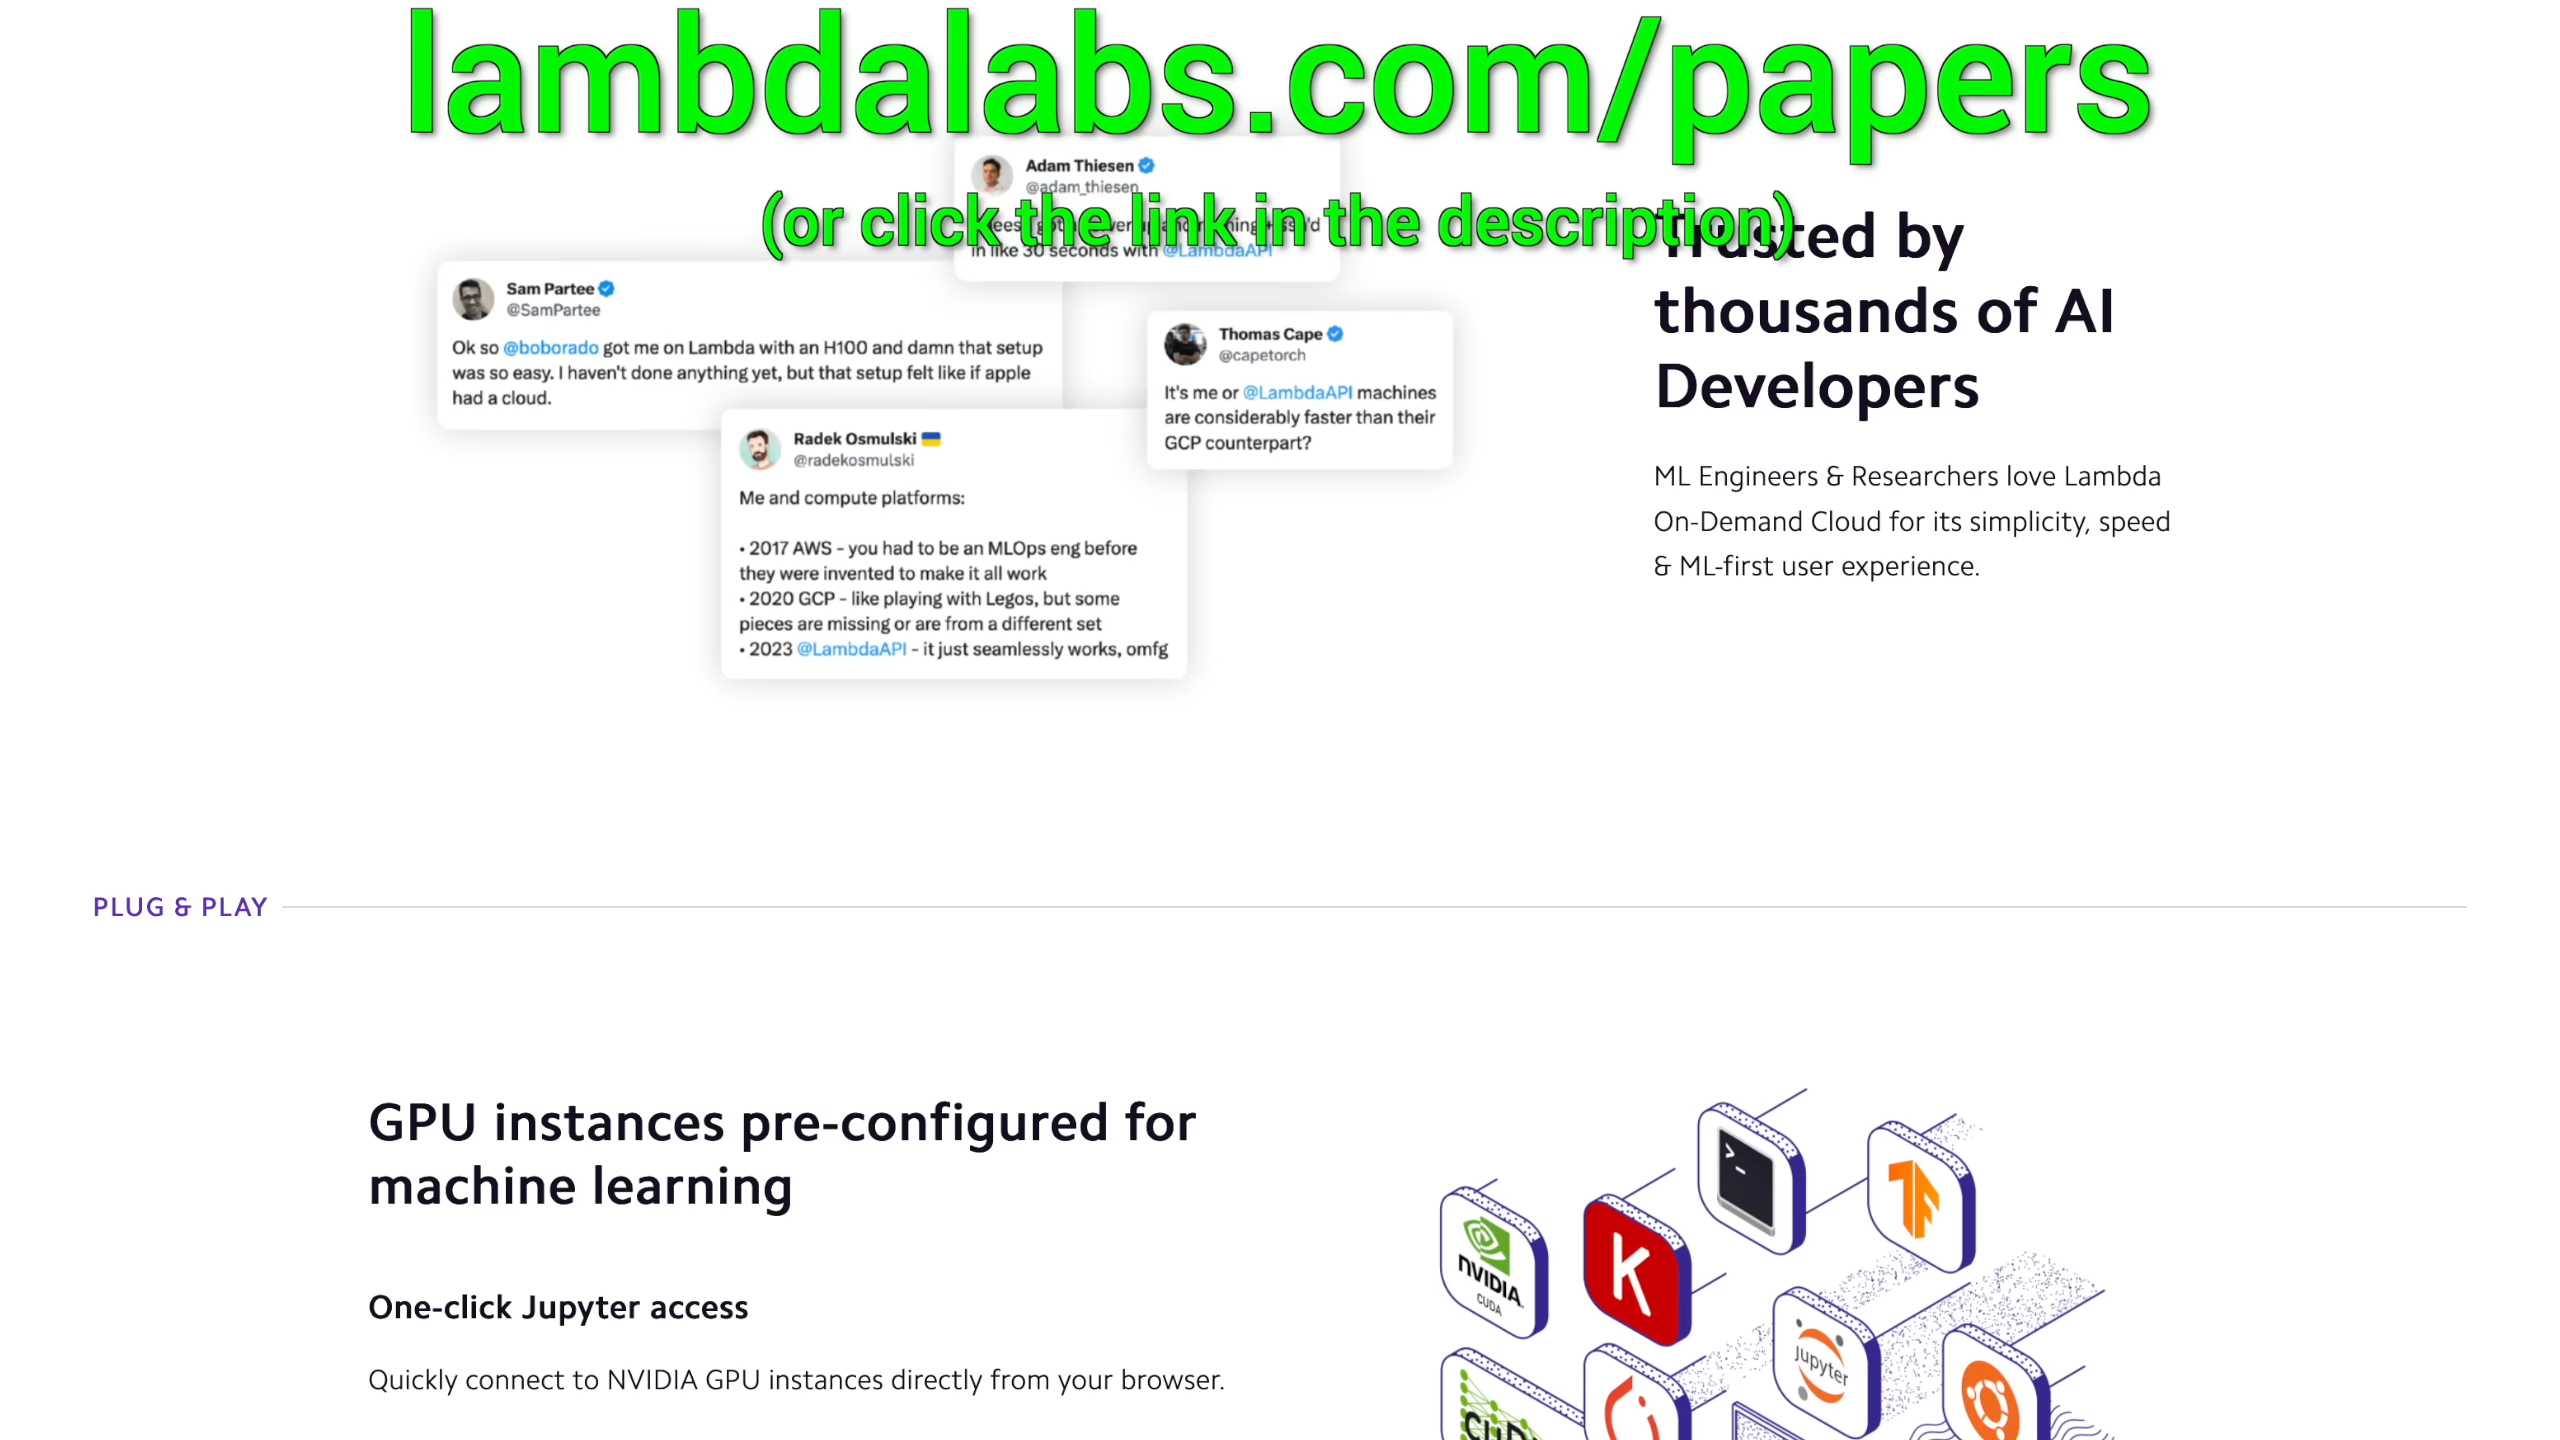 lambdalabs.com/papers
(or click the link in the description)
Adam Thiesen
@adam_thiesen
in like 30 seconds with @LambdaAPI
Sam Partee
@SamPartee
Ok so @boborado got me on Lambda with an H100 and damn that setup
was so easy. I haven't done anything yet, but that setup felt like if apple
had a cloud.
Thomas Cape
@capetorch
It's me or @LambdaAPI machines
are considerably faster than their
GCP counterpart?
Radek Osmulski
@radekosmulski
Me and compute platforms:
• 2017 AWS - you had to be an MLOps eng before
they were invented to make it all work
• 2020 GCP - like playing with Legos, but some
pieces are missing or are from a different set
• 2023 @LambdaAPI - it just seamlessly works, omfg
Trusted by
thousands of AI
Developers
ML Engineers & Researchers love Lambda
On-Demand Cloud for its simplicity, speed
& ML-first user experience.
PLUG & PLAY
GPU instances pre-configured for
machine learning
One-click Jupyter access
Quickly connect to NVIDIA GPU instances directly from your browser.
>_
NVIDIA
CUDA
K
jupyter